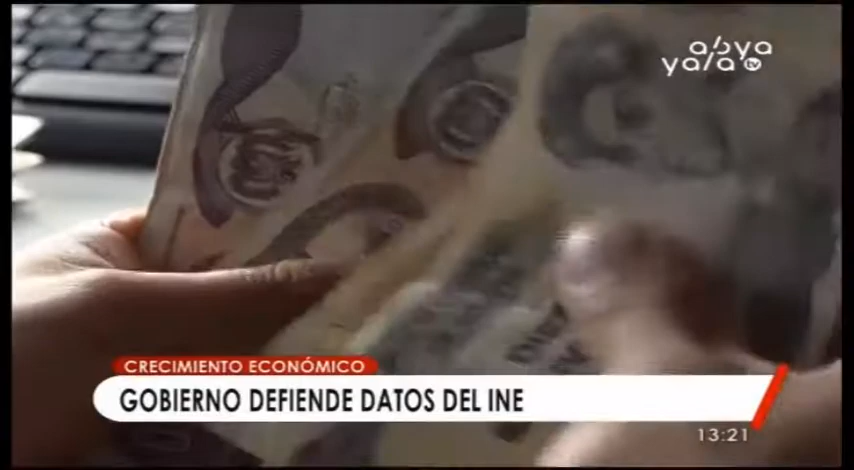 abya
yala tv
CRECIMIENTO ECONÓMICO
GOBIERNO DEFIENDE DATOS DEL INE
13:21